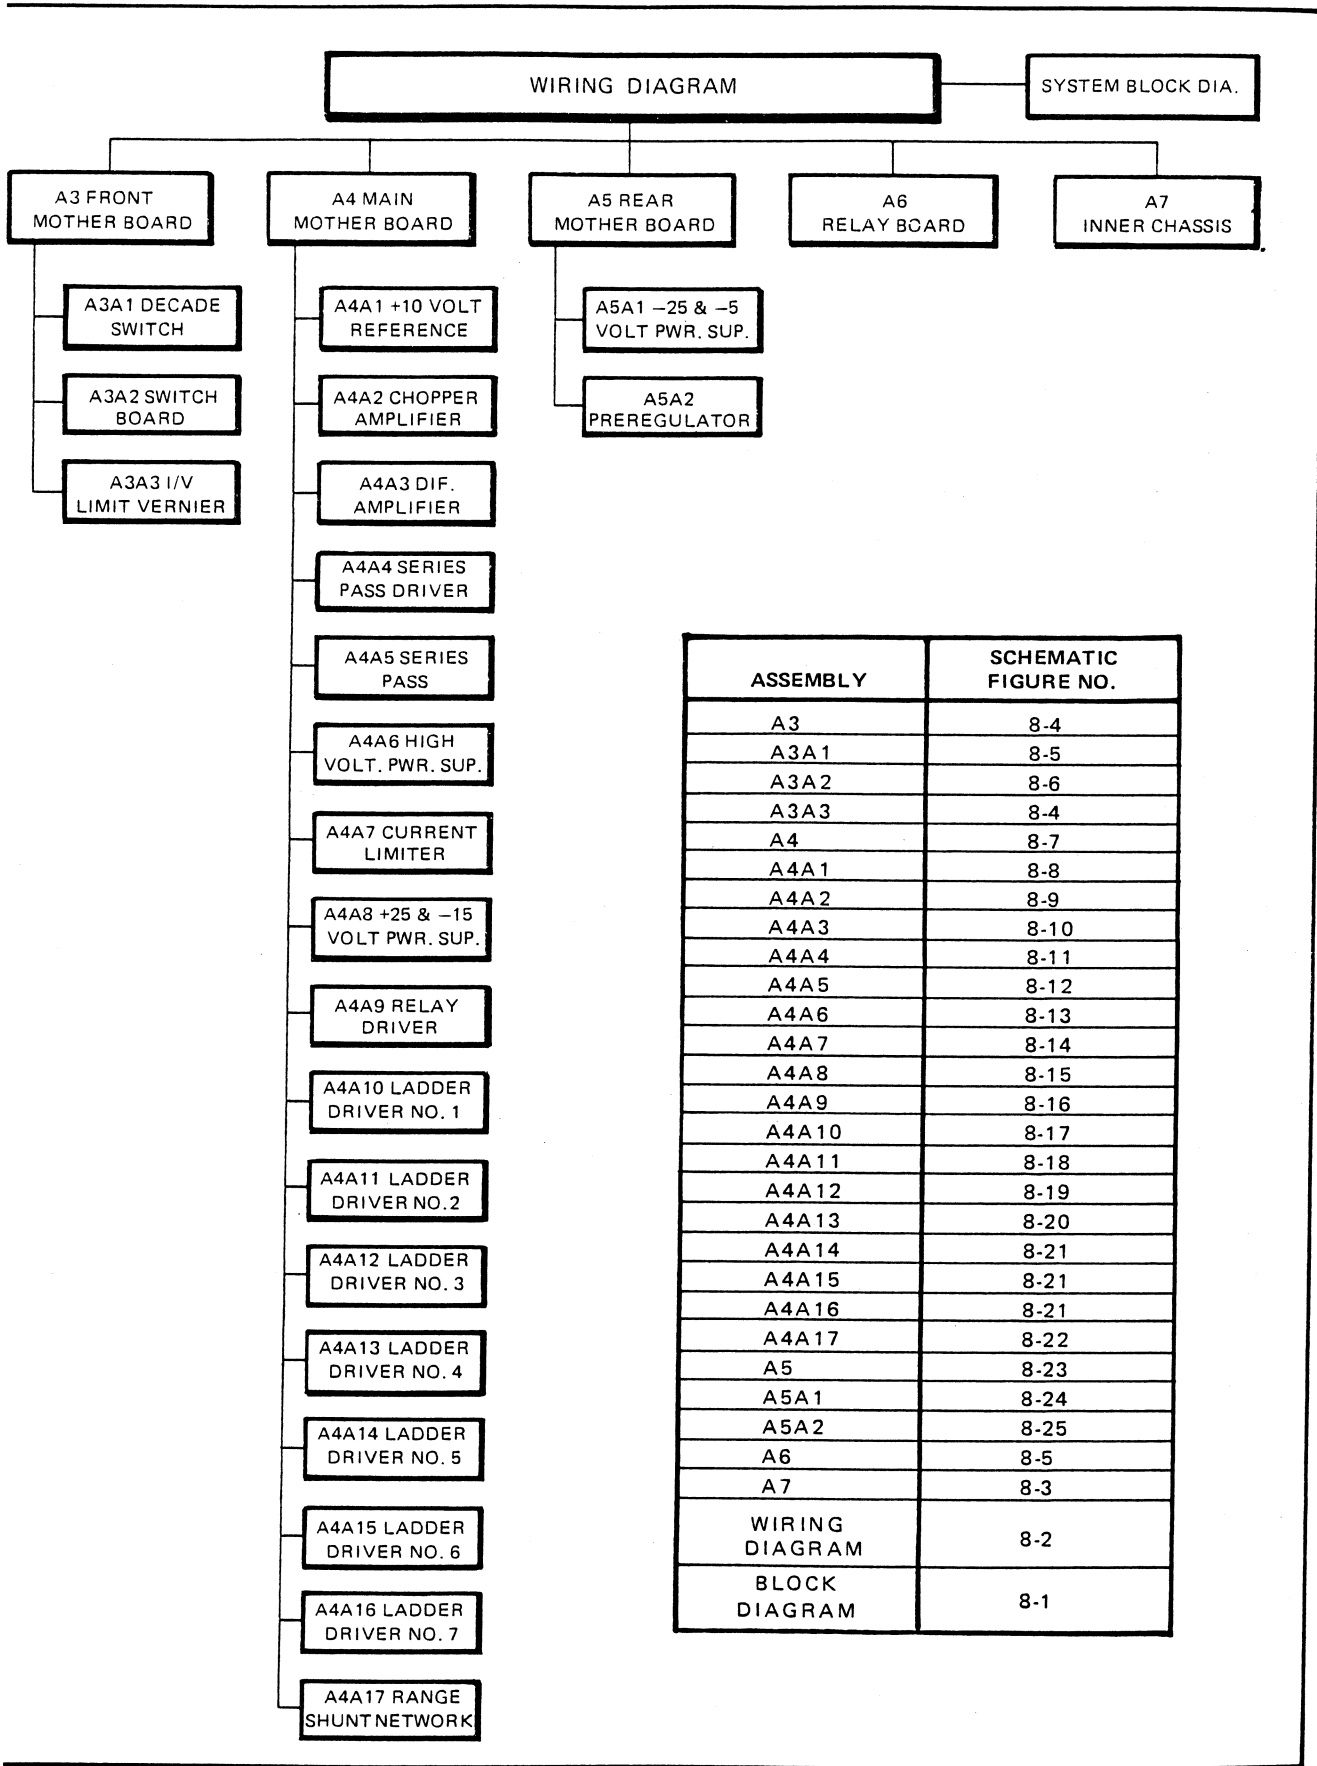 WIRING DIAGRAM
SYSTEM BLOCK DIA.
A3 FRONT
MOTHER BOARD
A4 MAIN
MOTHER BOARD
A5 REAR
MOTHER BOARD
A6
RELAY BOARD
A7
INNER CHASSIS
A3A1 DECADE
SWITCH
A3A2 SWITCH
BOARD
A3A3 I/V
LIMIT VERNIER
A4A1 +10 VOLT
REFERENCE
A4A2 CHOPPER
AMPLIFIER
A4A3 DIF.
AMPLIFIER
A4A4 SERIES
PASS DRIVER
A4A5 SERIES
PASS
A4A6 HIGH
VOLT. PWR. SUP.
A4A7 CURRENT
LIMITER
A4A8 +25 & −15
VOLT PWR. SUP.
A4A9 RELAY
DRIVER
A4A10 LADDER
DRIVER NO. 1
A4A11 LADDER
DRIVER NO. 2
A4A12 LADDER
DRIVER NO. 3
A4A13 LADDER
DRIVER NO. 4
A4A14 LADDER
DRIVER NO. 5
A4A15 LADDER
DRIVER NO. 6
A4A16 LADDER
DRIVER NO. 7
A4A17 RANGE
SHUNT NETWORK
A5A1 −25 & −5
VOLT PWR. SUP.
A5A2
PREREGULATOR
ASSEMBLY SCHEMATIC FIGURE NO.
A3 8-4
A3A1 8-5
A3A2 8-6
A3A3 8-4
A4 8-7
A4A1 8-8
A4A2 8-9
A4A3 8-10
A4A4 8-11
A4A5 8-12
A4A6 8-13
A4A7 8-14
A4A8 8-15
A4A9 8-16
A4A10 8-17
A4A11 8-18
A4A12 8-19
A4A13 8-20
A4A14 8-21
A4A15 8-21
A4A16 8-21
A4A17 8-22
A5 8-23
A5A1 8-24
A5A2 8-25
A6 8-5
A7 8-3
WIRING DIAGRAM 8-2
BLOCK DIAGRAM 8-1